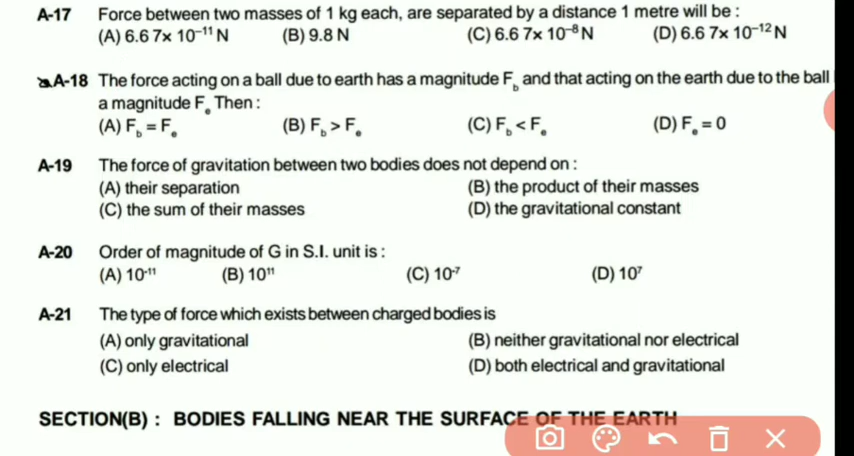 A-17 Force between two masses of 1 kg each, are separated by a distance 1 metre will be :
(A) 6.6 7× 10⁻¹¹ N (B) 9.8 N (C) 6.6 7× 10⁻⁸ N (D) 6.6 7× 10⁻¹² N
A-18 The force acting on a ball due to earth has a magnitude F_b and that acting on the earth due to the ball
a magnitude F_e Then :
(A) F_b = F_e (B) F_b > F_e (C) F_b < F_e (D) F_e = 0
A-19 The force of gravitation between two bodies does not depend on :
(A) their separation (B) the product of their masses
(C) the sum of their masses (D) the gravitational constant
A-20 Order of magnitude of G in S.I. unit is :
(A) 10⁻¹¹ (B) 10¹¹ (C) 10⁻⁷ (D) 10⁷
A-21 The type of force which exists between charged bodies is
(A) only gravitational (B) neither gravitational nor electrical
(C) only electrical (D) both electrical and gravitational
SECTION(B) : BODIES FALLING NEAR THE SURFACE OF THE EARTH